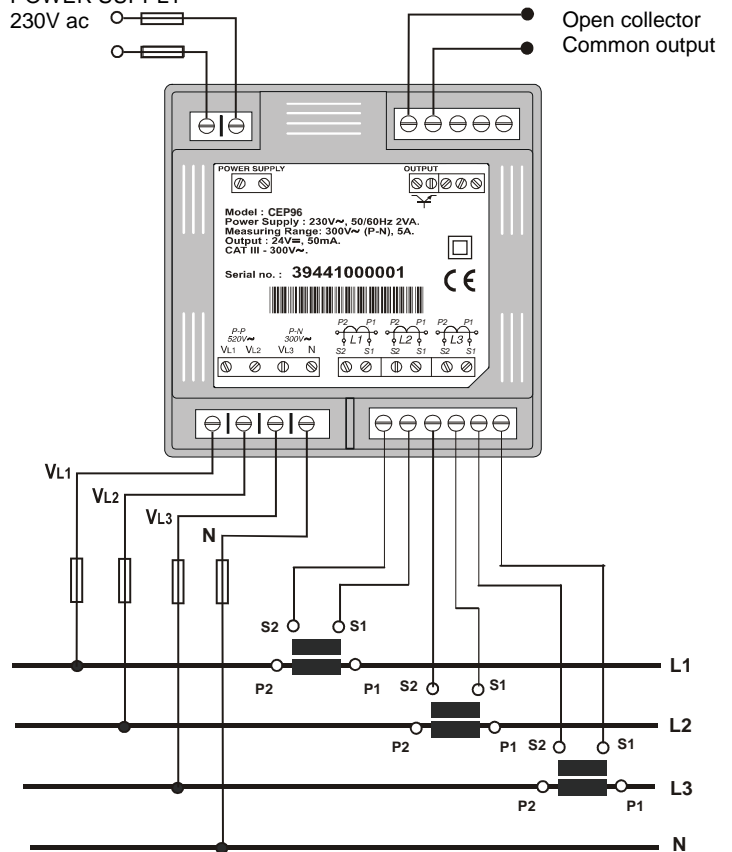 POWER SUPPLY
230V ac
Open collector
Common output
POWER SUPPLY
OUTPUT
Model : CEP96
Power Supply : 230V~, 50/60Hz 2VA.
Measuring Range: 300V~ (P-N), 5A.
Output : 24V⎓, 50mA.
CAT III - 300V~.
Serial no. : 39441000001
CE
P-P P-N
520V~ 300V~
VL1 VL2 VL3 N
P2 P1 P2 P1 P2 P1
L1 L2 L3
S2 S1 S2 S1 S2 S1
VL1
VL2
VL3
N
S2 S1
L1
P2 P1
S2 S1
L2
P2 P1
S2 S1
L3
P2 P1
N